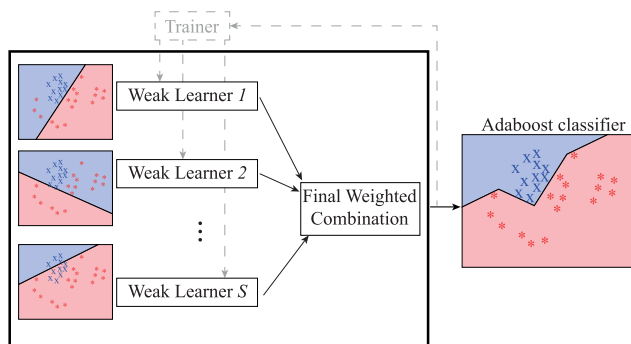 Trainer
Weak Learner 1
Weak Learner 2
Weak Learner S
Final Weighted
Combination
Adaboost classifier